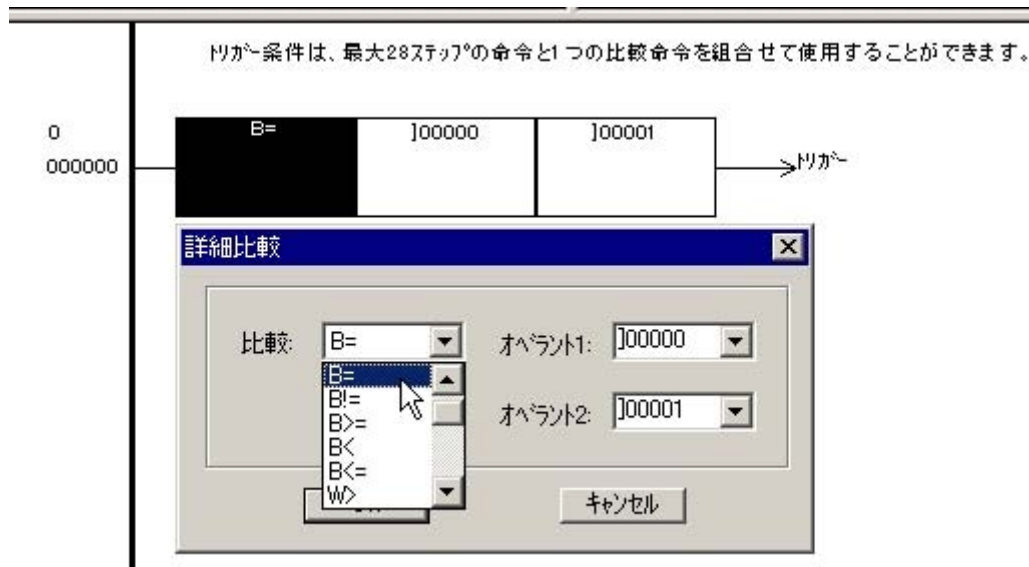 ﾄﾘｶﾞｰ条件は、最大28ｽﾃｯﾌﾟの命令と1 つの比較命令を組合せて使用することができます。
0
B= ]00000 ]00001
000000
ﾄﾘｶﾞｰ
詳細比較
比較: B= オペラント1: ]00000
B=
B!=
B>=
オペラント2: ]00001
B<
B<=
W>
キャンセル